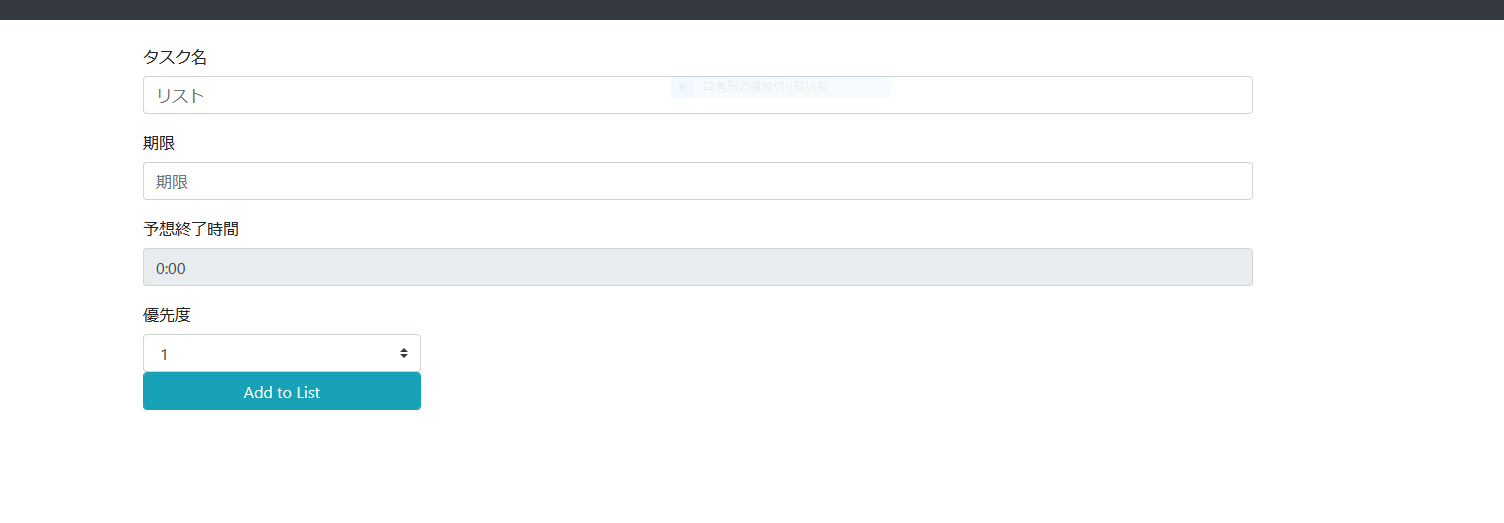 タスク名
四角形の領域切り取り(R)
リスト
期限
期限
予想終了時間
0:00
優先度
1
Add to List